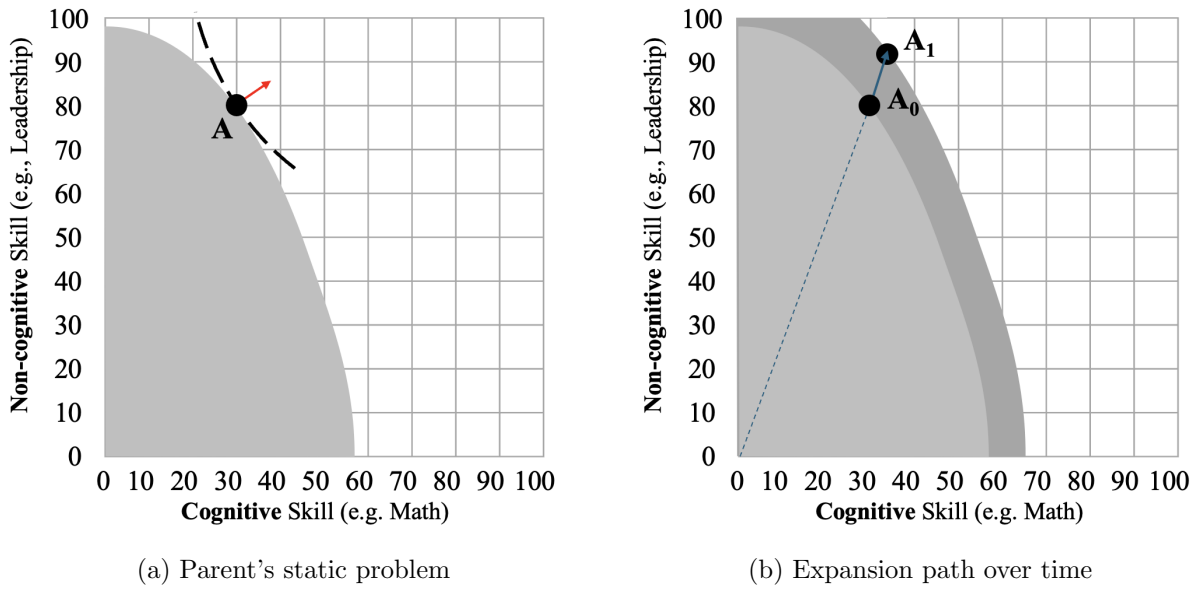 100
90
80
70
60
50
40
30
20
10
0
Non-cognitive Skill (e.g., Leadership)
A
0 10 20 30 40 50 60 70 80 90 100
Cognitive Skill (e.g. Math)
(a) Parent's static problem
100
90
80
70
60
50
40
30
20
10
0
Non-cognitive Skill (e.g., Leadership)
A₁
A₀
0 10 20 30 40 50 60 70 80 90 100
Cognitive Skill (e.g. Math)
(b) Expansion path over time